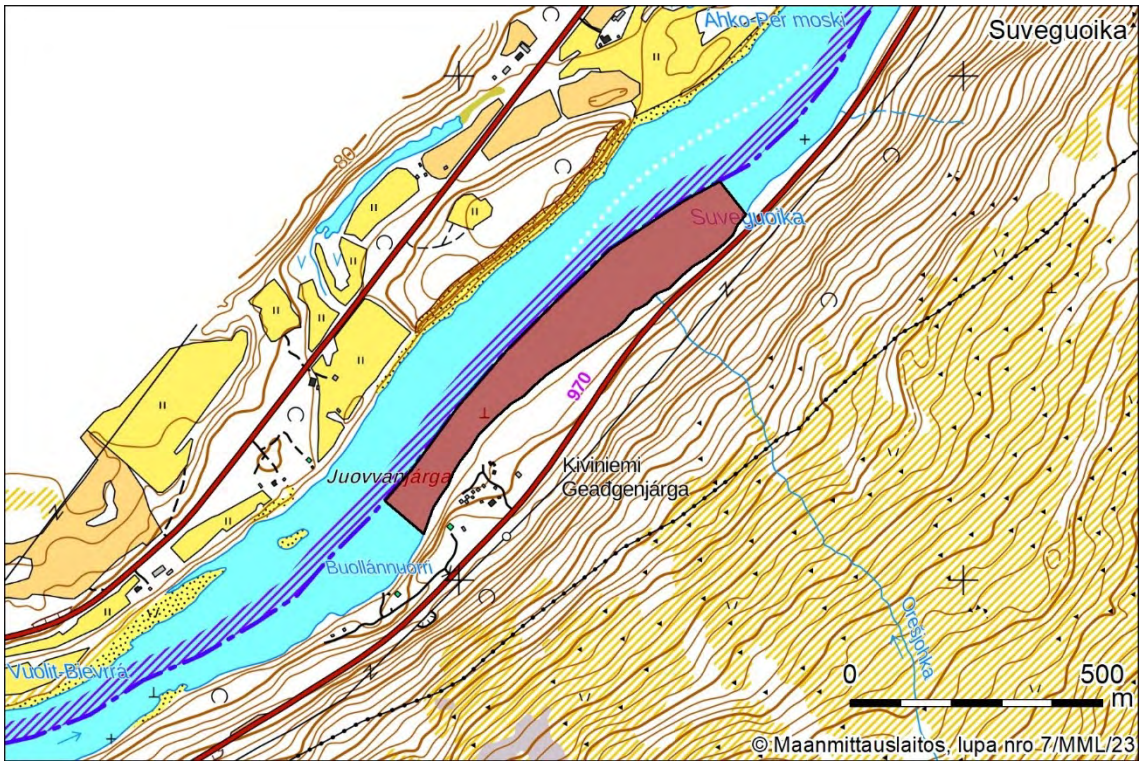 Áhko-Per moski
Suveguoika
80
Suveguoika
970
Juovvanjárga
Kiviniemi
Geađgenjárga
Buollánnuorri
Orešjohka
Vuolit-Bievrrá
0 500
m
© Maanmittauslaitos, lupa nro 7/MML/23